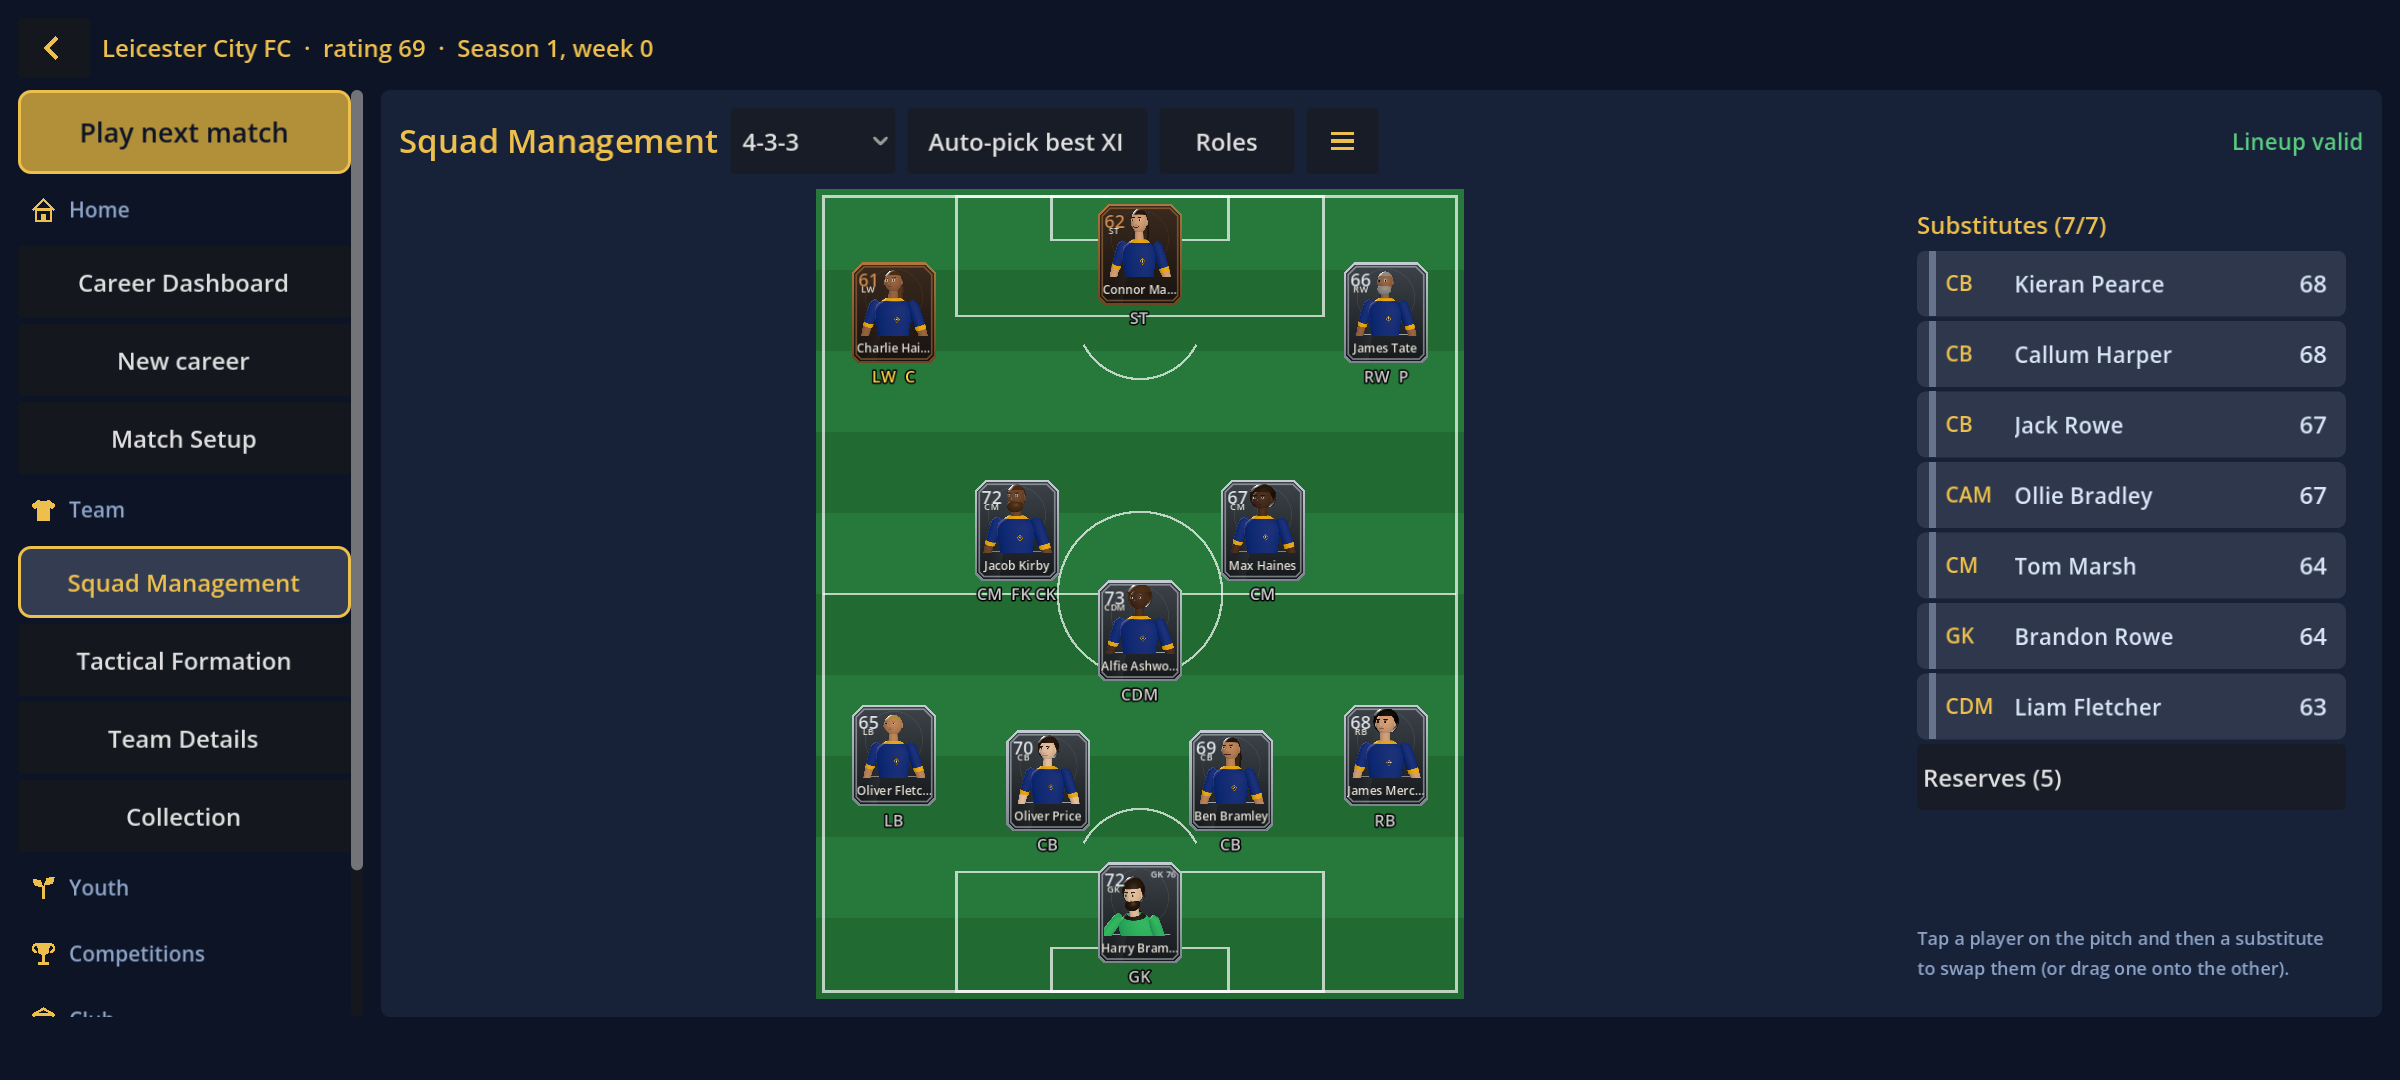 Leicester City FC · rating 69 · Season 1, week 0
Play next match
Home
Career Dashboard
New career
Match Setup
Team
Squad Management
Tactical Formation
Team Details
Collection
Youth
Competitions
Club
Squad Management
4-3-3
Auto-pick best XI
Roles
Lineup valid
62
ST
Connor Ma...
ST
61
LW
Charlie Hai...
LW C
66
RW
James Tate
RW P
72
CM
Jacob Kirby
CM FK CK
67
CM
Max Haines
CM
73
CDM
Alfie Ashwo...
CDM
65
LB
Oliver Fletc...
LB
70
CB
Oliver Price
CB
69
CB
Ben Bramley
CB
68
RB
James Merc...
RB
72
GK
GK 76
Harry Bram...
GK
Substitutes (7/7)
CB Kieran Pearce 68
CB Callum Harper 68
CB Jack Rowe 67
CAM Ollie Bradley 67
CM Tom Marsh 64
GK Brandon Rowe 64
CDM Liam Fletcher 63
Reserves (5)
Tap a player on the pitch and then a substitute
to swap them (or drag one onto the other).